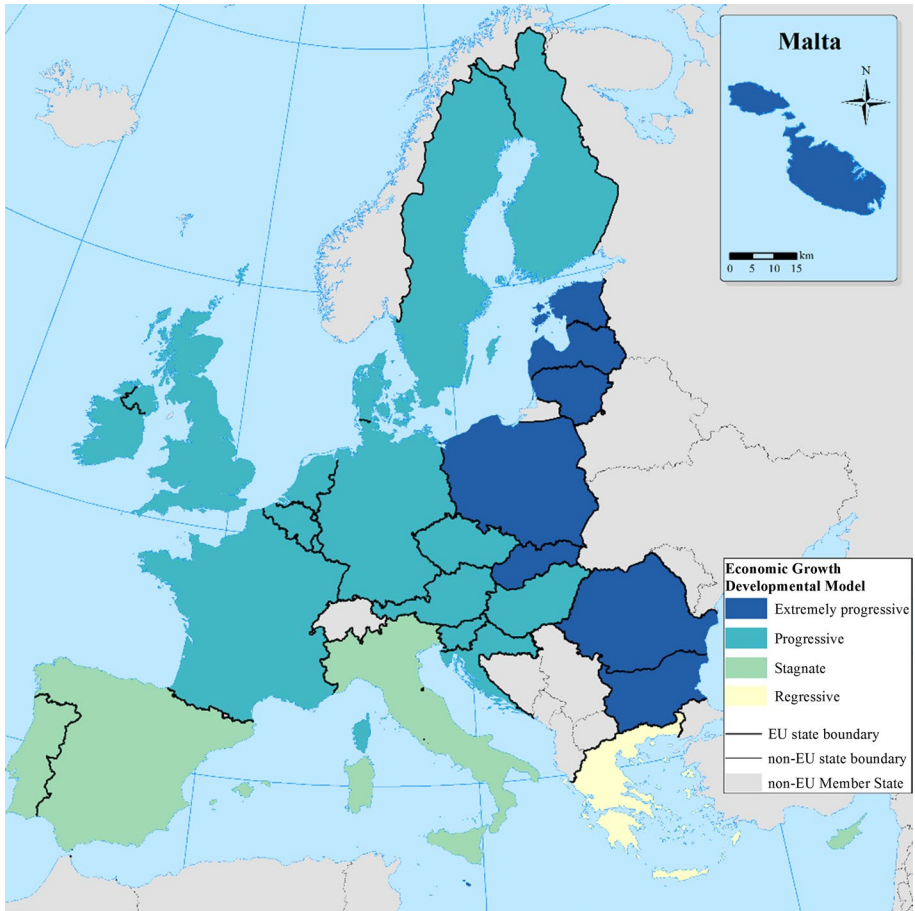 Malta
N
km
0 5 10 15
Economic Growth
Developmental Model
Extremely progressive
Progressive
Stagnate
Regressive
EU state boundary
non-EU state boundary
non-EU Member State